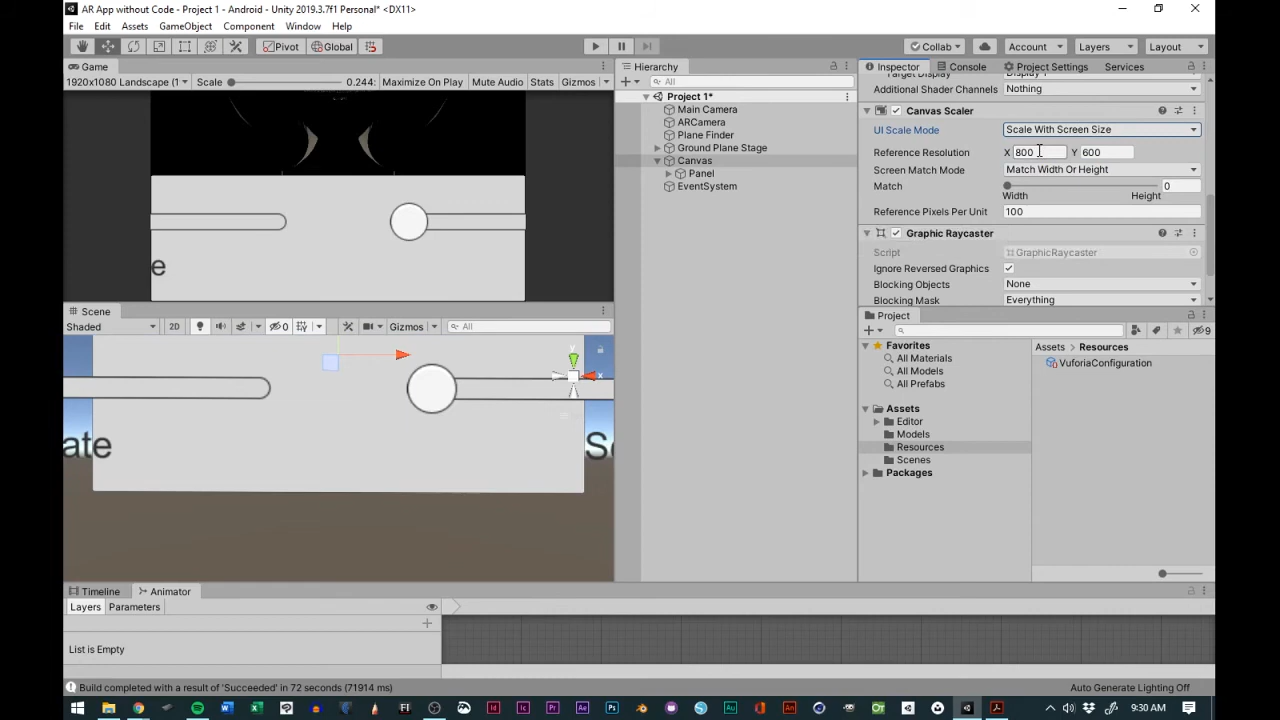 AR App without Code - Project 1 - Android - Unity 2019.3.7f1 Personal* <DX11>
File Edit Assets GameObject Component Window Help
Pivot Global Collab Account Layers Layout
Game Hierarchy Inspector Console Project Settings Services
1920x1080 Landscape (1 Scale 0.244: Maximize On Play Mute Audio Stats Gizmos All
Additional Shader Channels Nothing
Project 1*
Main Camera
ARCamera
Plane Finder
Ground Plane Stage
Canvas
Panel
EventSystem
Canvas Scaler
UI Scale Mode Scale With Screen Size
Reference Resolution X 800 Y 600
Screen Match Mode Match Width Or Height
Match 0
Width Height
Reference Pixels Per Unit 100
Graphic Raycaster
Script GraphicRaycaster
Ignore Reversed Graphics
Blocking Objects None
Blocking Mask Everything
e
Scene
Shaded 2D 0 Gizmos All
ate
Sc
y
x
Project
9
Favorites
All Materials
All Models
All Prefabs
Assets
Editor
Models
Resources
Scenes
Packages
Assets > Resources
VuforiaConfiguration
Timeline Animator
Layers Parameters
List is Empty
Build completed with a result of 'Succeeded' in 72 seconds (71914 ms)
Auto Generate Lighting Off
9:30 AM